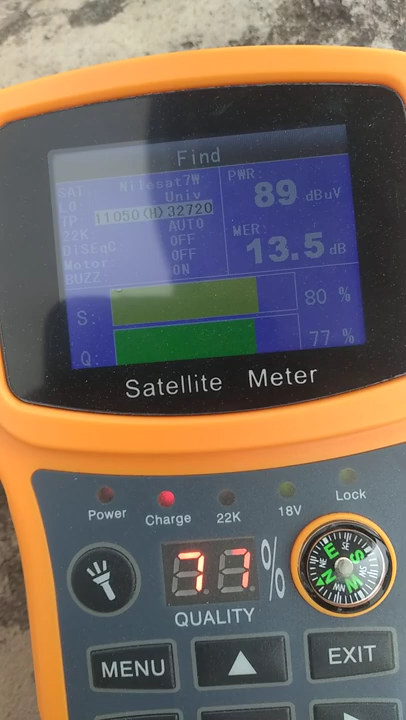 Find
SAT. Nilesat7W
LO Univ
TP 11050(H)32720
22K AUTO
DiSEqC OFF
Motor OFF
BUZZ ON
PWR:
89 dBuV
MER:
13.5 dB
S: 80 %
Q: 77 %
Satellite Meter
Power Charge 22K 18V Lock
77 %
QUALITY
MENU ▲ EXIT